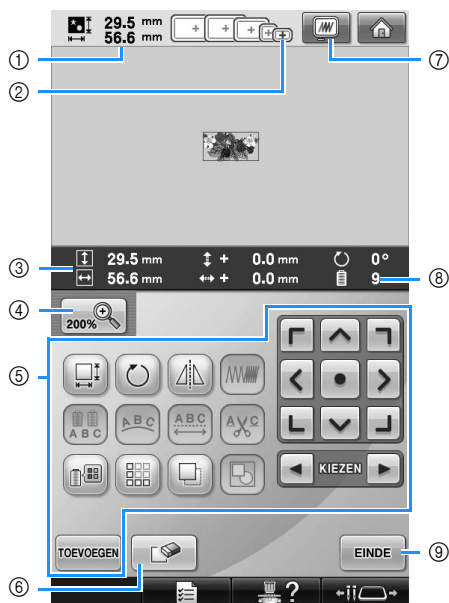 29.5 mm
56.6 mm
①
②
⑦
③
29.5 mm + 0.0 mm 0°
56.6 mm + 0.0 mm 9
⑧
④
200%
⑤
A B C
A B C
A B C
A C
KIEZEN
TOEVOEGEN
EINDE
⑨
⑥
?